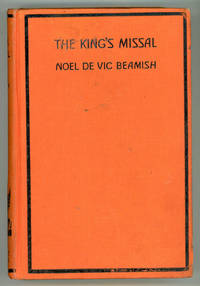 THE KING'S MISSAL
NOEL DE VIC BEAMISH